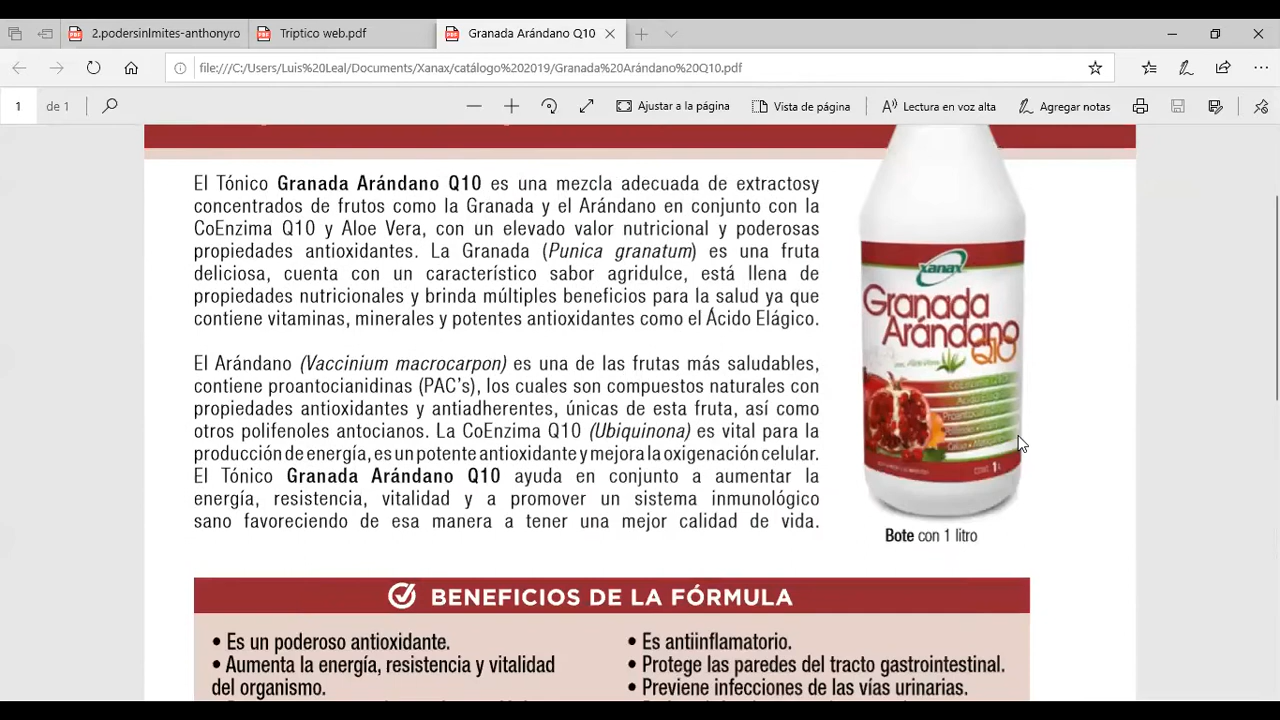 2.podersinlmites-anthonyro
Tríptico web.pdf
Granada Arándano Q10
file:///C:/Users/Luis%20Leal/Documents/Xanax/catálogo%202019/Granada%20Arándano%20Q10.pdf
1 de 1
Ajustar a la página
Vista de página
Lectura en voz alta
Agregar notas
El Tónico Granada Arándano Q10 es una mezcla adecuada de extractosy
concentrados de frutos como la Granada y el Arándano en conjunto con la
CoEnzima Q10 y Aloe Vera, con un elevado valor nutricional y poderosas
propiedades antioxidantes. La Granada (Punica granatum) es una fruta
deliciosa, cuenta con un característico sabor agridulce, está llena de
propiedades nutricionales y brinda múltiples beneficios para la salud ya que
contiene vitaminas, minerales y potentes antioxidantes como el Ácido Elágico.
El Arándano (Vaccinium macrocarpon) es una de las frutas más saludables,
contiene proantocianidinas (PAC's), los cuales son compuestos naturales con
propiedades antioxidantes y antiadherentes, únicas de esta fruta, así como
otros polifenoles antocianos. La CoEnzima Q10 (Ubiquinona) es vital para la
producción de energía, es un potente antioxidante y mejora la oxigenación celular.
El Tónico Granada Arándano Q10 ayuda en conjunto a aumentar la
energía, resistencia, vitalidad y a promover un sistema inmunológico
sano favoreciendo de esa manera a tener una mejor calidad de vida.
xanax
Granada
Arándano
Q10
con Aloe Vera
Bote con 1 litro
BENEFICIOS DE LA FÓRMULA
• Es un poderoso antioxidante.
• Aumenta la energía, resistencia y vitalidad
del organismo.
• Es antiinflamatorio.
• Protege las paredes del tracto gastrointestinal.
• Previene infecciones de las vías urinarias.